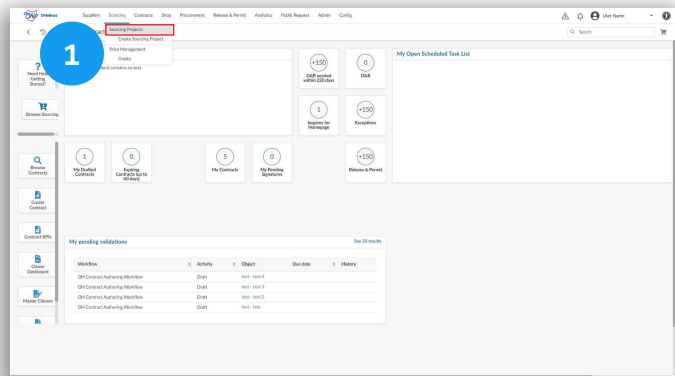 OhioBuys
Suppliers Sourcing Contracts Shop Procurement Release & Permit Analytics Public Request Admin Config
User Name
Search
Sourcing Projects
Create Sourcing Project
Price Management
Create
1
contains no text
Need Help
Getting
Started?
Browse Sourcing
Browse
Contracts
Create
Contract
Contract KPIs
Clause
Dashboard
Master Clauses
+150
D&R needed
within 220 days
0
D&R
1
Inquires for
Homepage
+150
Exceptions
1
My Drafted
Contracts
0
Expiring
Contracts (up to
60 days)
5
My Contracts
0
My Pending
Signatures
+150
Release & Permit
My Open Scheduled Task List
My pending validations
See 20 results
Workflow Activity Object Due date History
OH Contract Authoring Workflow Draft test - test 4
OH Contract Authoring Workflow Draft test - test 3
OH Contract Authoring Workflow Draft test - test 2
OH Contract Authoring Workflow Draft test - test